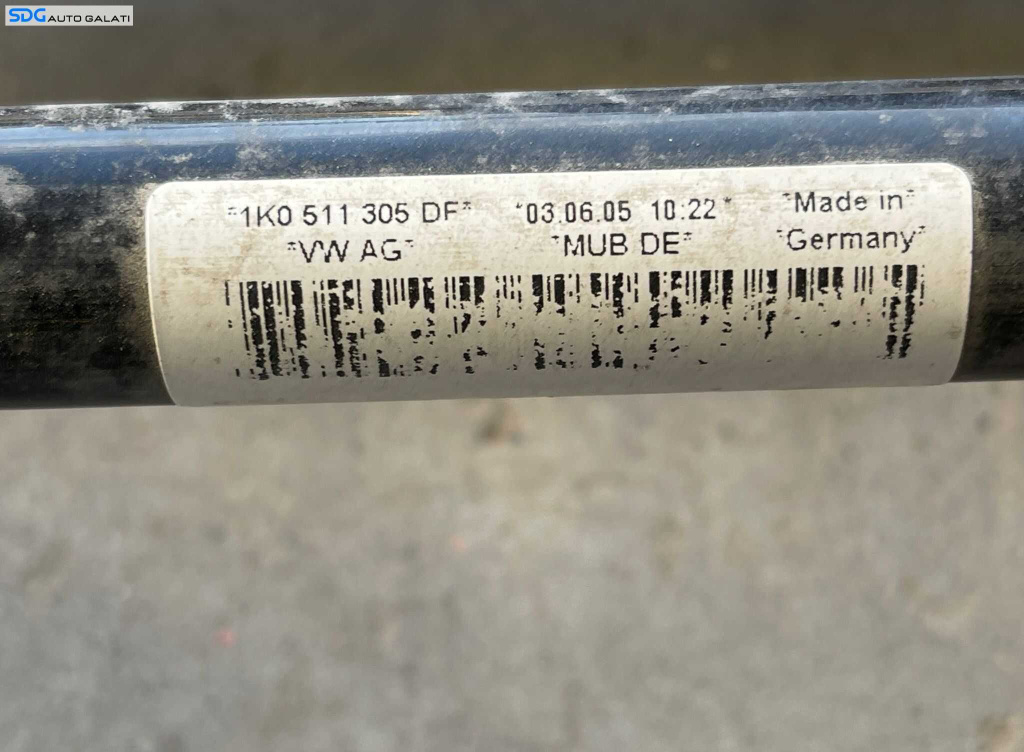 SDG AUTO GALATI
*1K0 511 305 DF* *03.06.05 10:22* *Made in*
*VW AG* *MUB DE* *Germany*